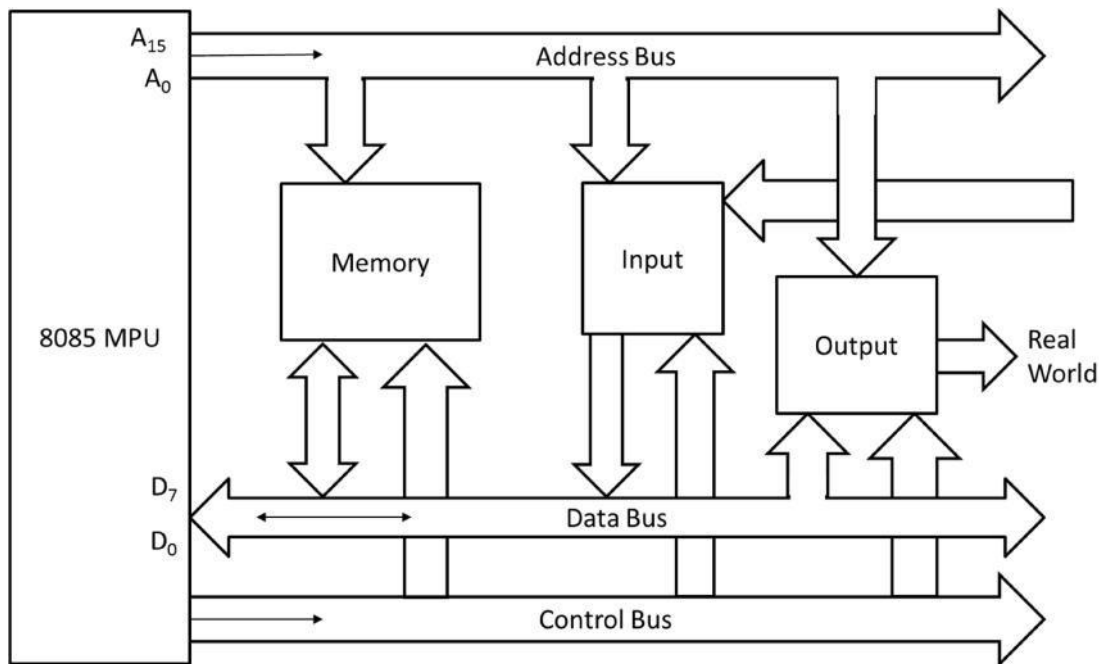 A15
Address Bus
A0
Memory
Input
8085 MPU
Output
Real
World
D7
Data Bus
D0
Control Bus